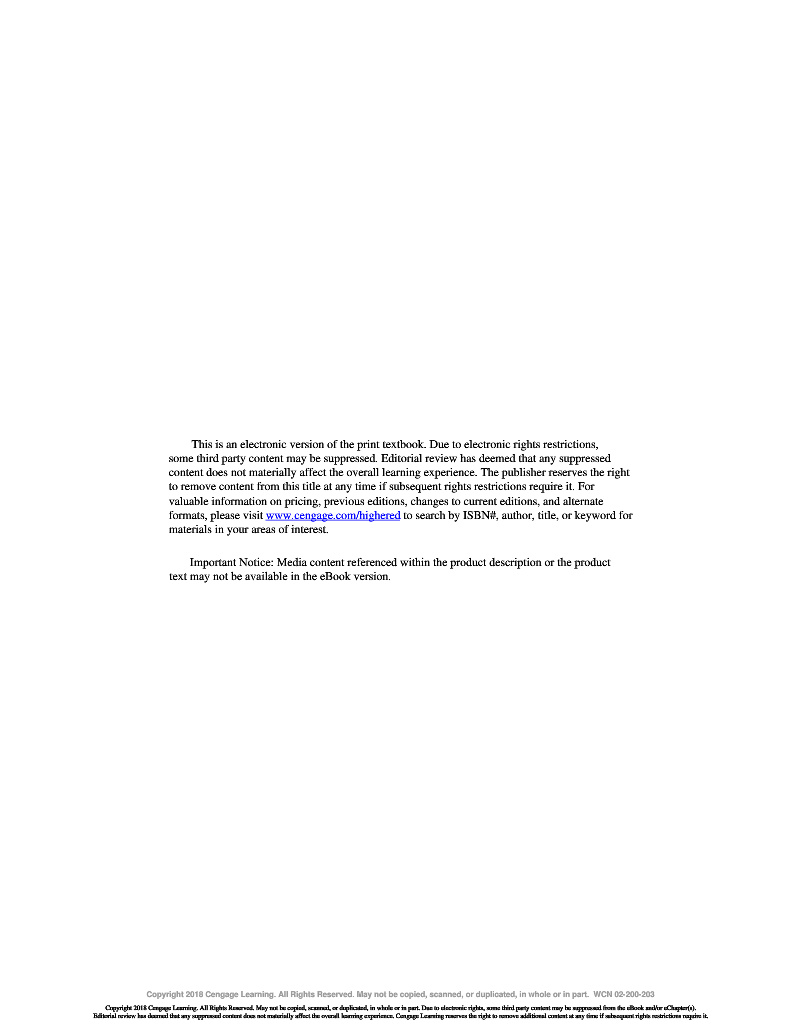 This is an electronic version of the print textbook. Due to electronic rights restrictions,
some third party content may be suppressed. Editorial review has deemed that any suppressed
content does not materially affect the overall learning experience. The publisher reserves the right
to remove content from this title at any time if subsequent rights restrictions require it. For
valuable information on pricing, previous editions, changes to current editions, and alternate
formats, please visit www.cengage.com/highered to search by ISBN#, author, title, or keyword for
materials in your areas of interest.
Important Notice: Media content referenced within the product description or the product
text may not be available in the eBook version.
Copyright 2018 Cengage Learning. All Rights Reserved. May not be copied, scanned, or duplicated, in whole or in part. WCN 02-200-203
Copyright 2018 Cengage Learning. All Rights Reserved. May not be copied, scanned, or duplicated, in whole or in part. Due to electronic rights, some third party content may be suppressed from the eBook and/or eChapter(s).
Editorial review has deemed that any suppressed content does not materially affect the overall learning experience. Cengage Learning reserves the right to remove additional content at any time if subsequent rights restrictions require it.